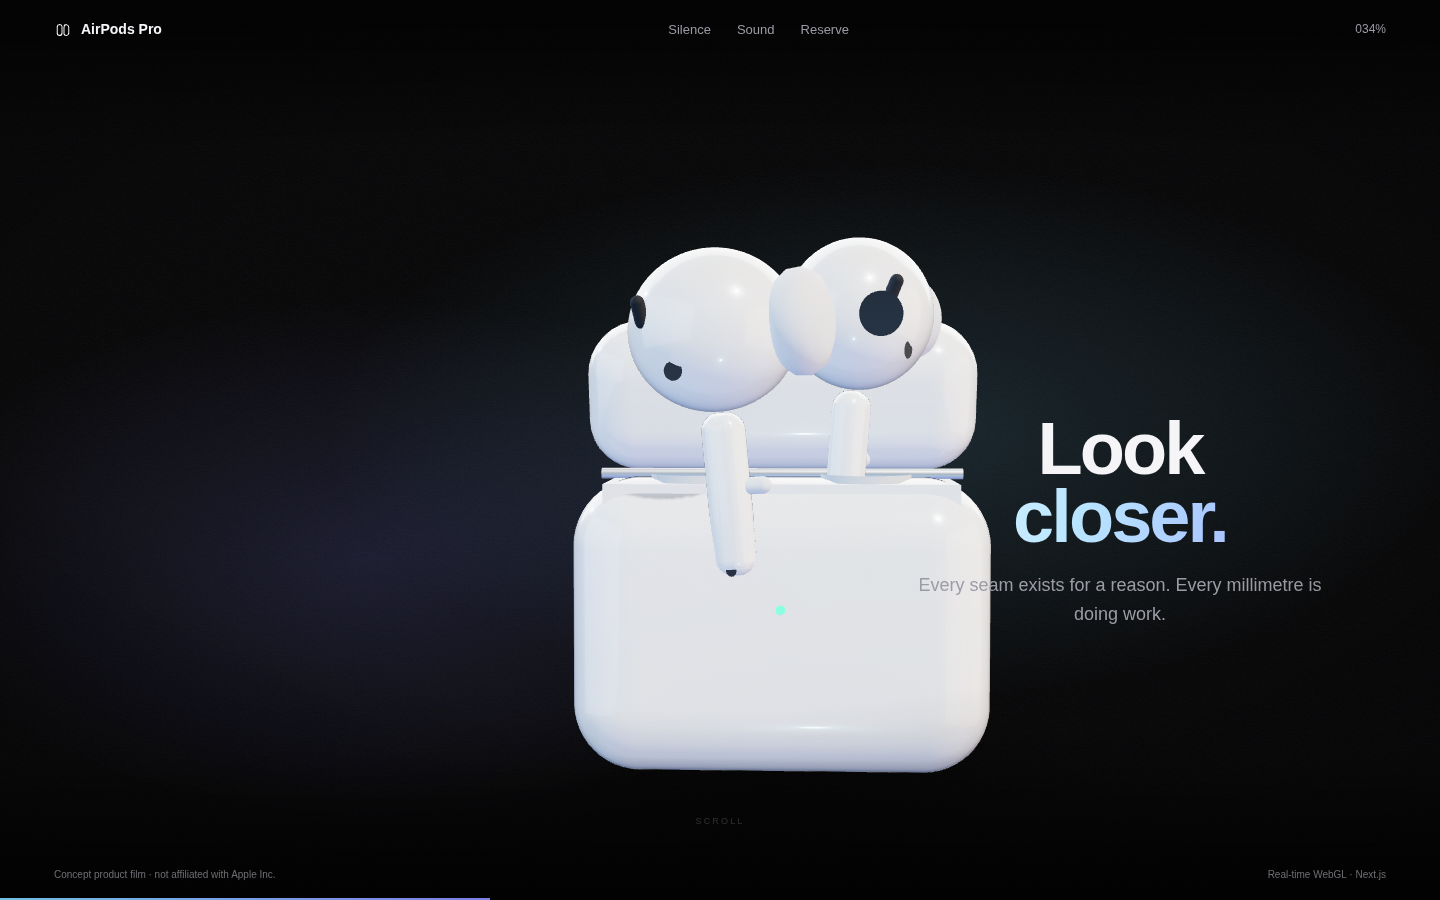 AirPods Pro
Silence
Sound
Reserve
034%
Look
closer.
Every seam exists for a reason. Every millimetre is
doing work.
SCROLL
Concept product film · not affiliated with Apple Inc.
Real-time WebGL · Next.js